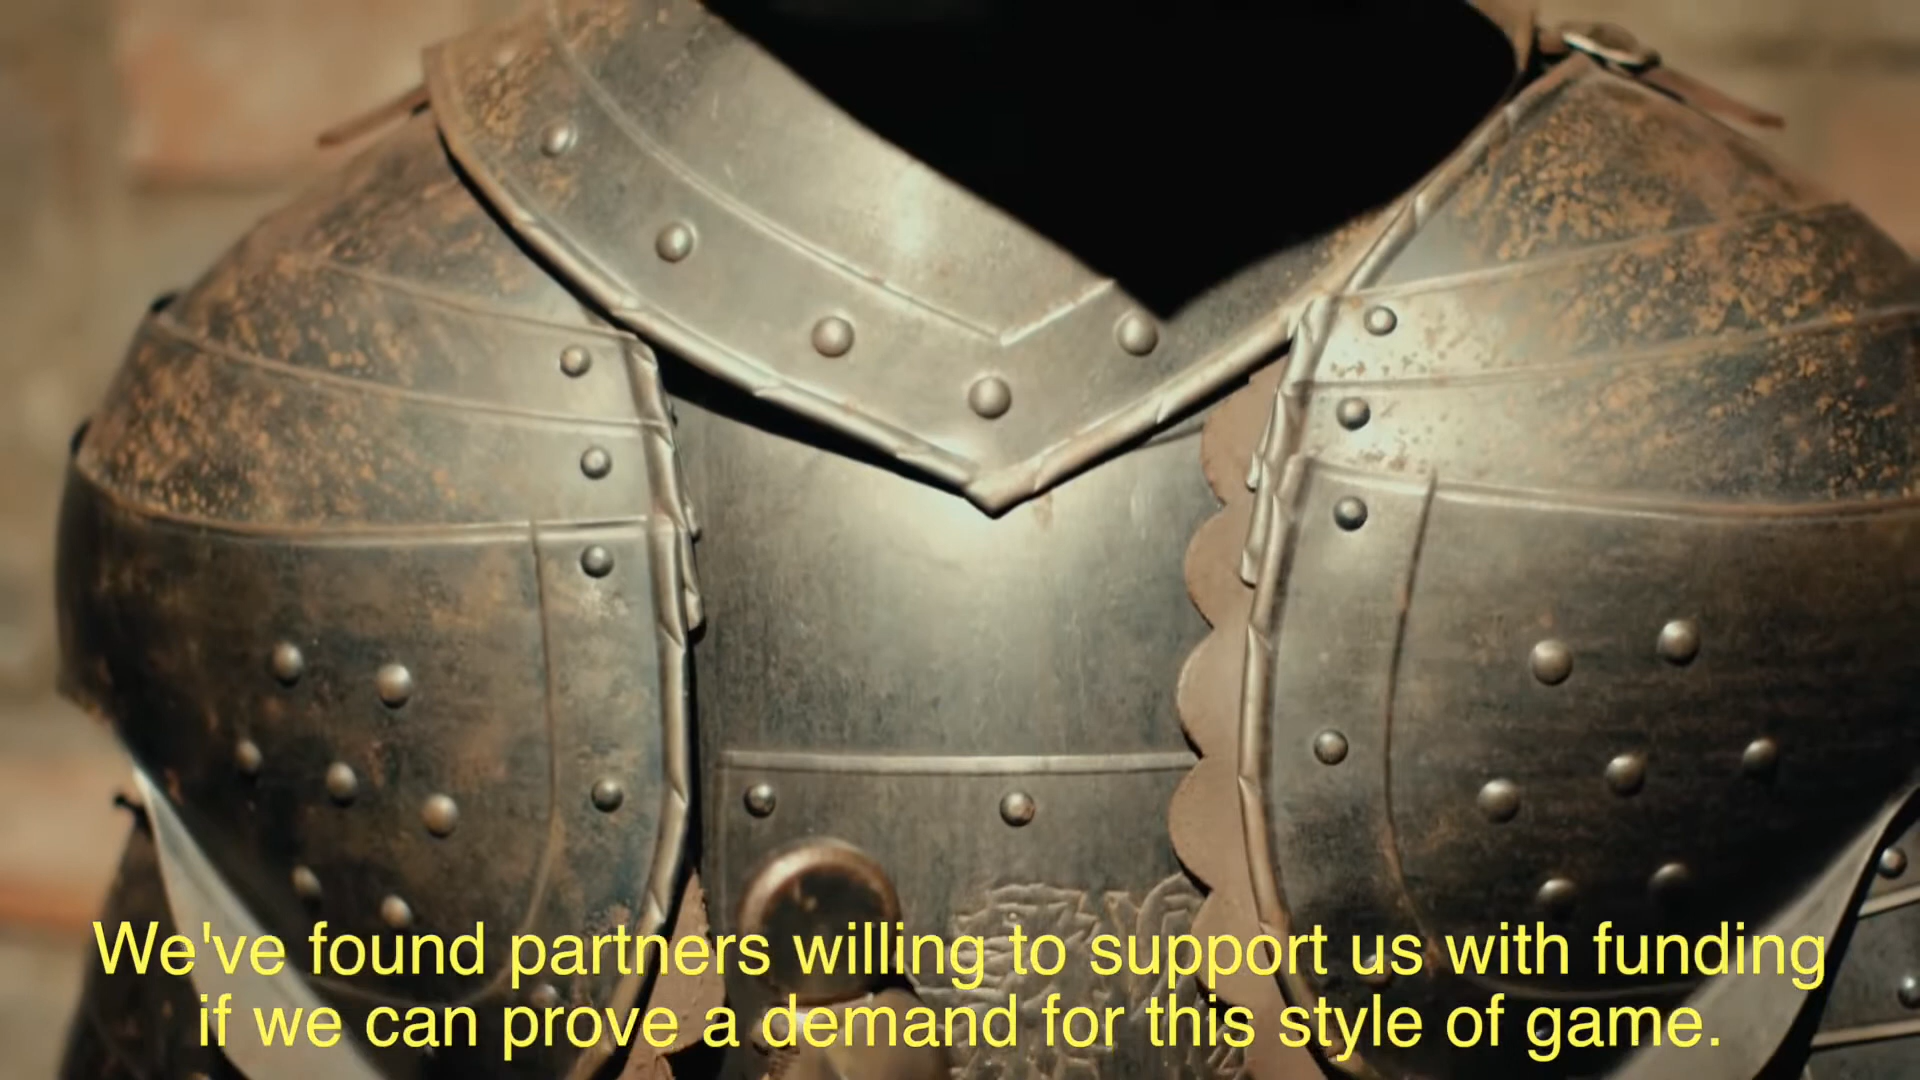 We've found partners willing to support us with funding
if we can prove a demand for this style of game.